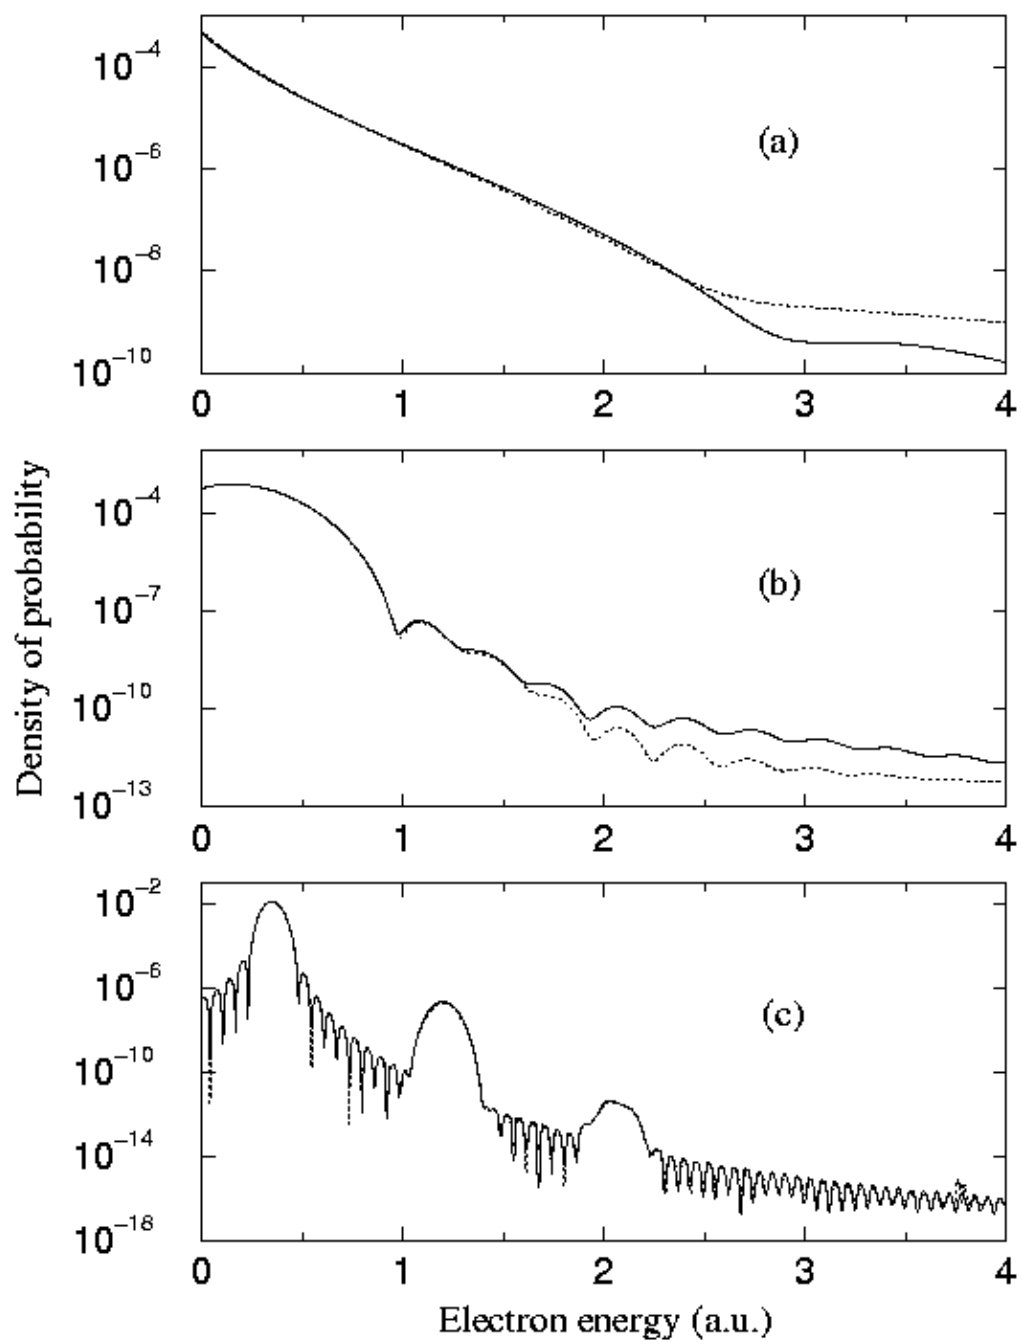 10⁻⁴
(a)
10⁻⁶
10⁻⁸
10⁻¹⁰
0 1 2 3 4
Density of probability
10⁻⁴
(b)
10⁻⁷
10⁻¹⁰
10⁻¹³
0 1 2 3 4
10⁻²
10⁻⁶
(c)
10⁻¹⁰
10⁻¹⁴
10⁻¹⁸
0 1 2 3 4
Electron energy (a.u.)